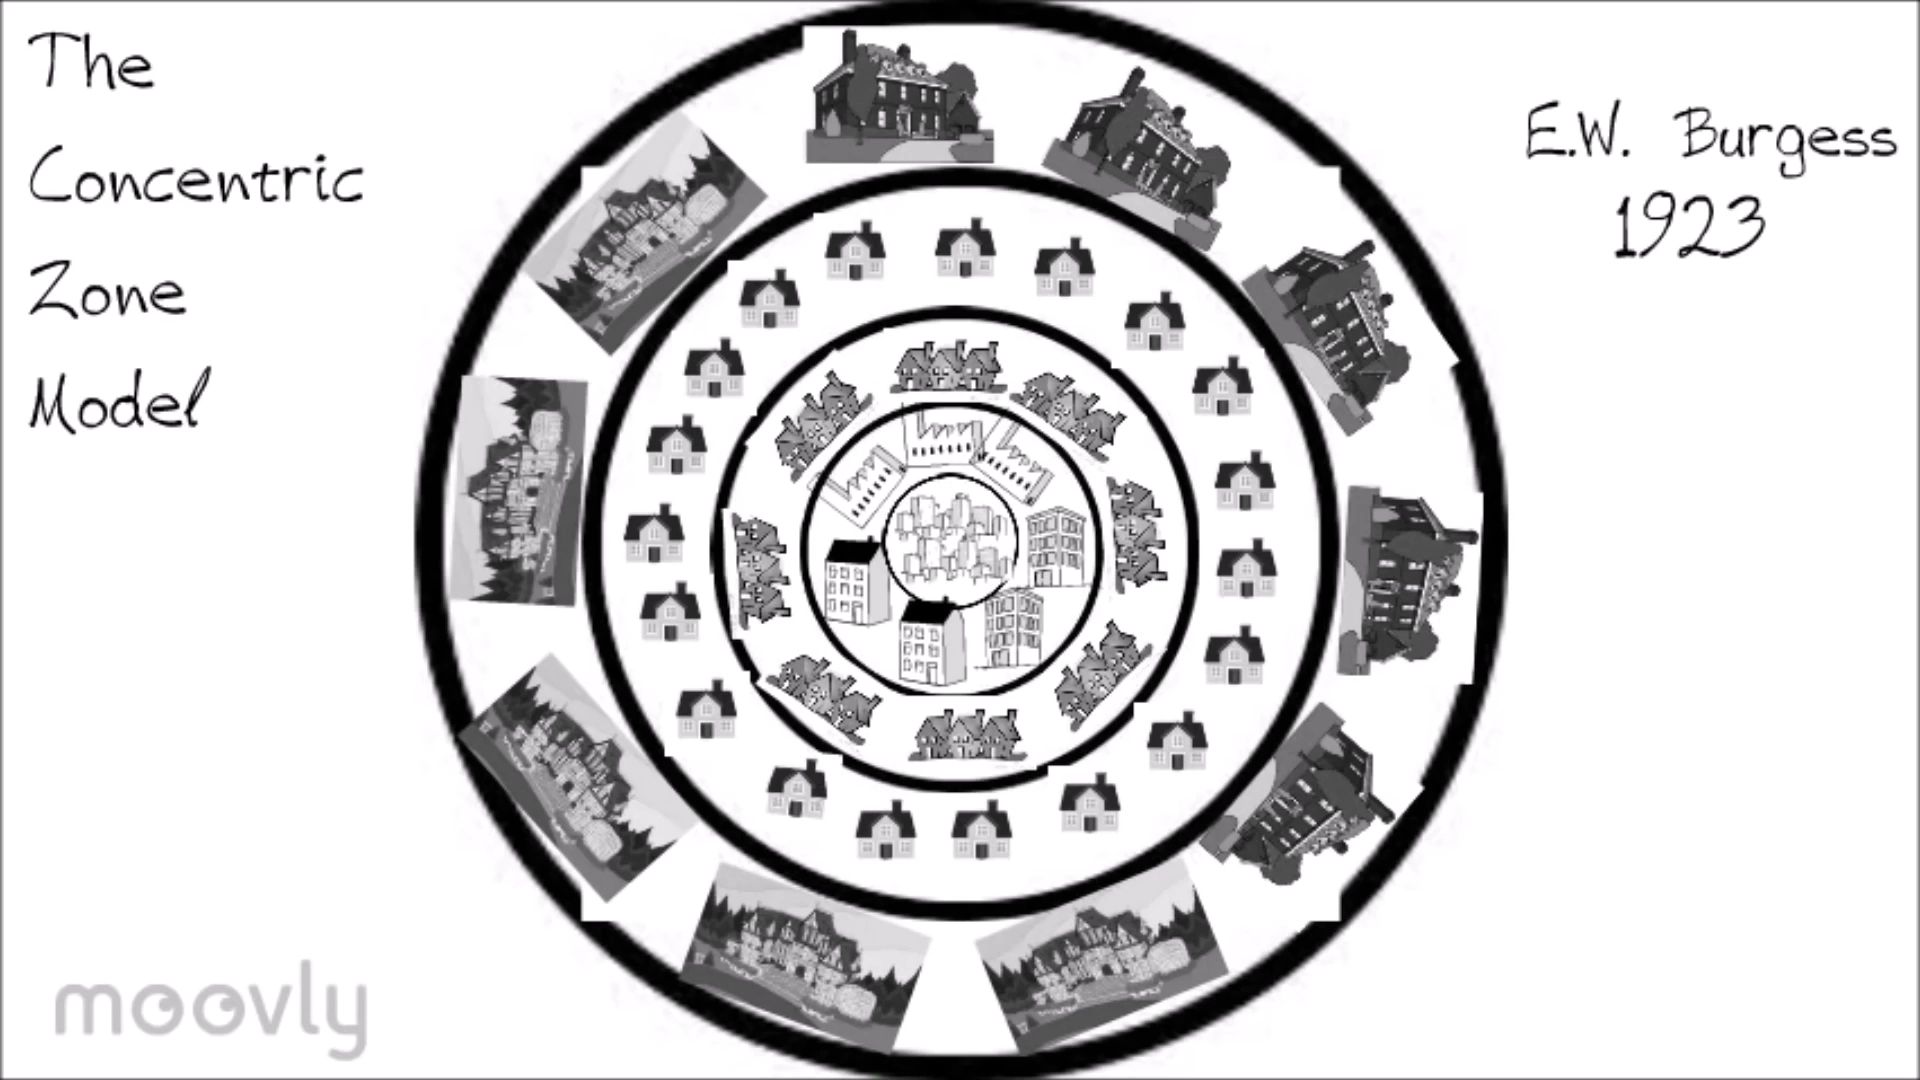 The
Concentric
Zone
Model
E.W. Burgess
1923
moovly